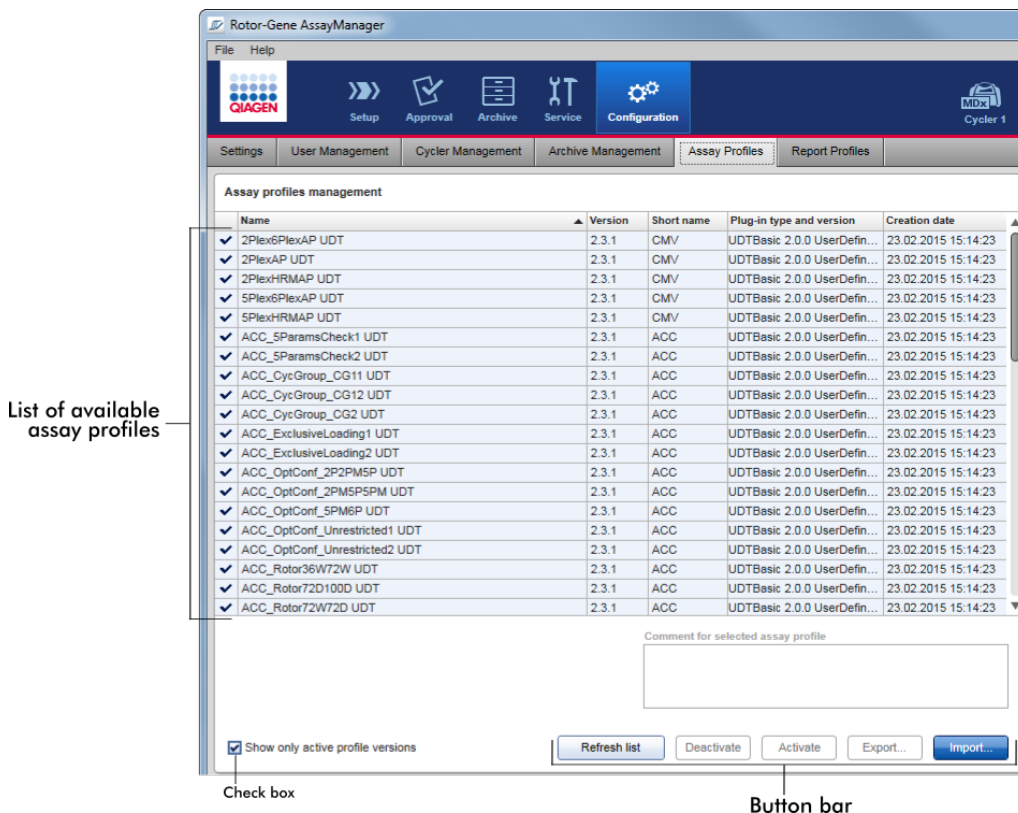 Rotor-Gene AssayManager
File Help
QIAGEN
Setup Approval Archive Service Configuration
MDx
Cycler 1
Settings User Management Cycler Management Archive Management Assay Profiles Report Profiles
Assay profiles management
Name Version Short name Plug-in type and version Creation date
2Plex6PlexAP UDT 2.3.1 CMV UDTBasic 2.0.0 UserDefin... 23.02.2015 15:14:23
2PlexAP UDT 2.3.1 CMV UDTBasic 2.0.0 UserDefin... 23.02.2015 15:14:23
2PlexHRMAP UDT 2.3.1 CMV UDTBasic 2.0.0 UserDefin... 23.02.2015 15:14:23
5Plex6PlexAP UDT 2.3.1 CMV UDTBasic 2.0.0 UserDefin... 23.02.2015 15:14:23
5PlexHRMAP UDT 2.3.1 CMV UDTBasic 2.0.0 UserDefin... 23.02.2015 15:14:23
ACC_5ParamsCheck1 UDT 2.3.1 ACC UDTBasic 2.0.0 UserDefin... 23.02.2015 15:14:23
ACC_5ParamsCheck2 UDT 2.3.1 ACC UDTBasic 2.0.0 UserDefin... 23.02.2015 15:14:23
ACC_CycGroup_CG11 UDT 2.3.1 ACC UDTBasic 2.0.0 UserDefin... 23.02.2015 15:14:23
ACC_CycGroup_CG12 UDT 2.3.1 ACC UDTBasic 2.0.0 UserDefin... 23.02.2015 15:14:23
ACC_CycGroup_CG2 UDT 2.3.1 ACC UDTBasic 2.0.0 UserDefin... 23.02.2015 15:14:23
ACC_ExclusiveLoading1 UDT 2.3.1 ACC UDTBasic 2.0.0 UserDefin... 23.02.2015 15:14:23
ACC_ExclusiveLoading2 UDT 2.3.1 ACC UDTBasic 2.0.0 UserDefin... 23.02.2015 15:14:23
ACC_OptConf_2P2PM5P UDT 2.3.1 ACC UDTBasic 2.0.0 UserDefin... 23.02.2015 15:14:23
ACC_OptConf_2PM5P5PM UDT 2.3.1 ACC UDTBasic 2.0.0 UserDefin... 23.02.2015 15:14:23
ACC_OptConf_5PM6P UDT 2.3.1 ACC UDTBasic 2.0.0 UserDefin... 23.02.2015 15:14:23
ACC_OptConf_Unrestricted1 UDT 2.3.1 ACC UDTBasic 2.0.0 UserDefin... 23.02.2015 15:14:23
ACC_OptConf_Unrestricted2 UDT 2.3.1 ACC UDTBasic 2.0.0 UserDefin... 23.02.2015 15:14:23
ACC_Rotor36W72W UDT 2.3.1 ACC UDTBasic 2.0.0 UserDefin... 23.02.2015 15:14:23
ACC_Rotor72D100D UDT 2.3.1 ACC UDTBasic 2.0.0 UserDefin... 23.02.2015 15:14:23
ACC_Rotor72W72D UDT 2.3.1 ACC UDTBasic 2.0.0 UserDefin... 23.02.2015 15:14:23
List of available
assay profiles
Comment for selected assay profile
Show only active profile versions
Refresh list Deactivate Activate Export... Import...
Check box
Button bar